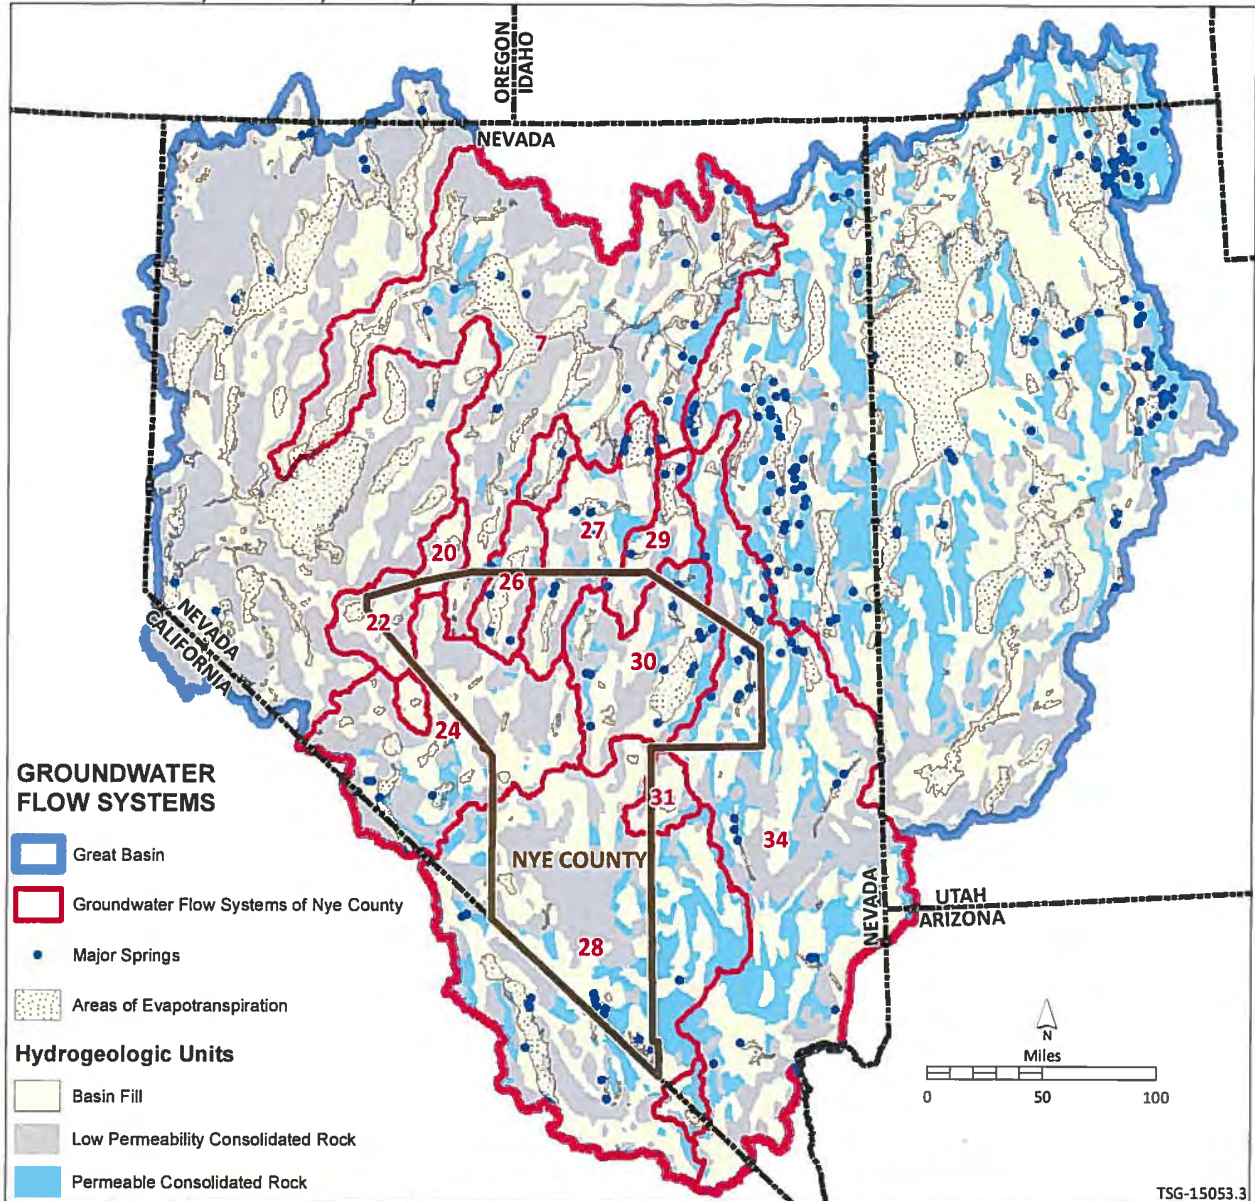 OREGON
IDAHO
NEVADA
7
20
27
29
26
22
30
24
31
34
NYE COUNTY
28
NEVADA
CALIFORNIA
NEVADA
UTAH
ARIZONA
GROUNDWATER
FLOW SYSTEMS
Great Basin
Groundwater Flow Systems of Nye County
Major Springs
Areas of Evapotranspiration
Hydrogeologic Units
Basin Fill
Low Permeability Consolidated Rock
Permeable Consolidated Rock
N
Miles
0 50 100
TSG-15053.3